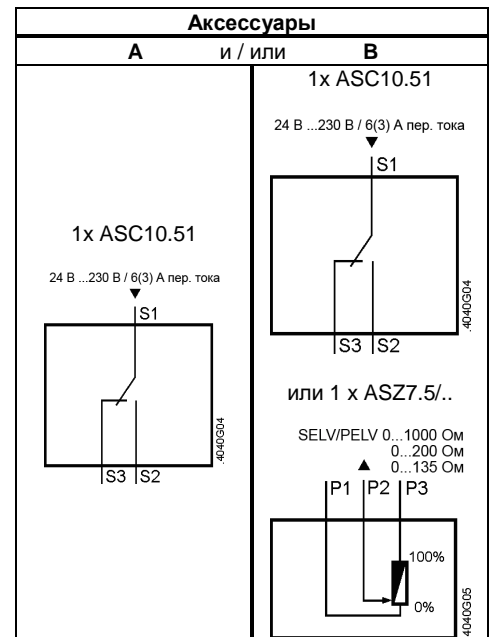 Аксессуары
A и / или B
1x ASC10.51
24 В ...230 В / 6(3) А пер. тока
S1
S3 S2
.4040G04
1x ASC10.51
24 В ...230 В / 6(3) А пер. тока
S1
S3 S2
.4040G04
или 1 x ASZ7.5/..
SELV/PELV 0...1000 Ом
0...200 Ом
0...135 Ом
P1 P2 P3
100%
0%
4040G05